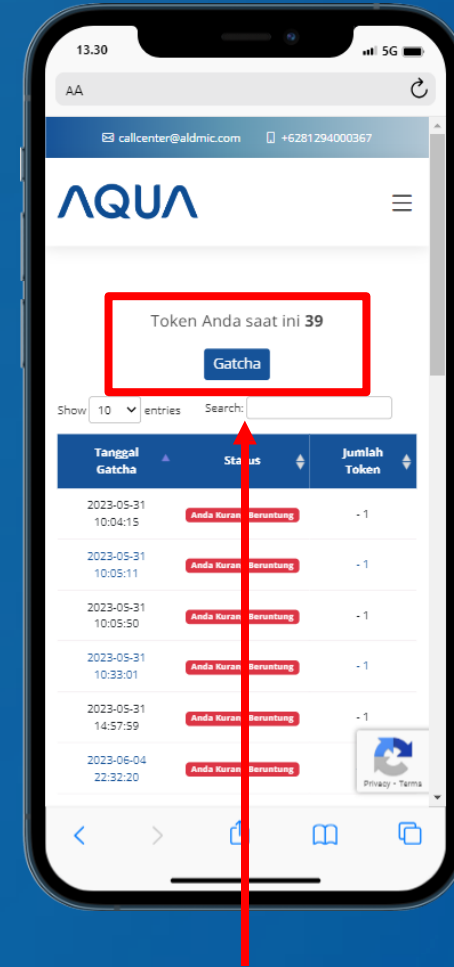 13.30
5G
AA
callcenter@aldmic.com +6281294000367
AQUA
Token Anda saat ini 39
Gatcha
Show 10 entries Search:
Tanggal Gatcha Status Jumlah Token
2023-05-31 10:04:15 Anda Kurang Beruntung - 1
2023-05-31 10:05:11 Anda Kurang Beruntung - 1
2023-05-31 10:05:50 Anda Kurang Beruntung - 1
2023-05-31 10:33:01 Anda Kurang Beruntung - 1
2023-05-31 14:57:59 Anda Kurang Beruntung - 1
2023-06-04 22:32:20 Anda Kurang Beruntung
Privacy - Terms